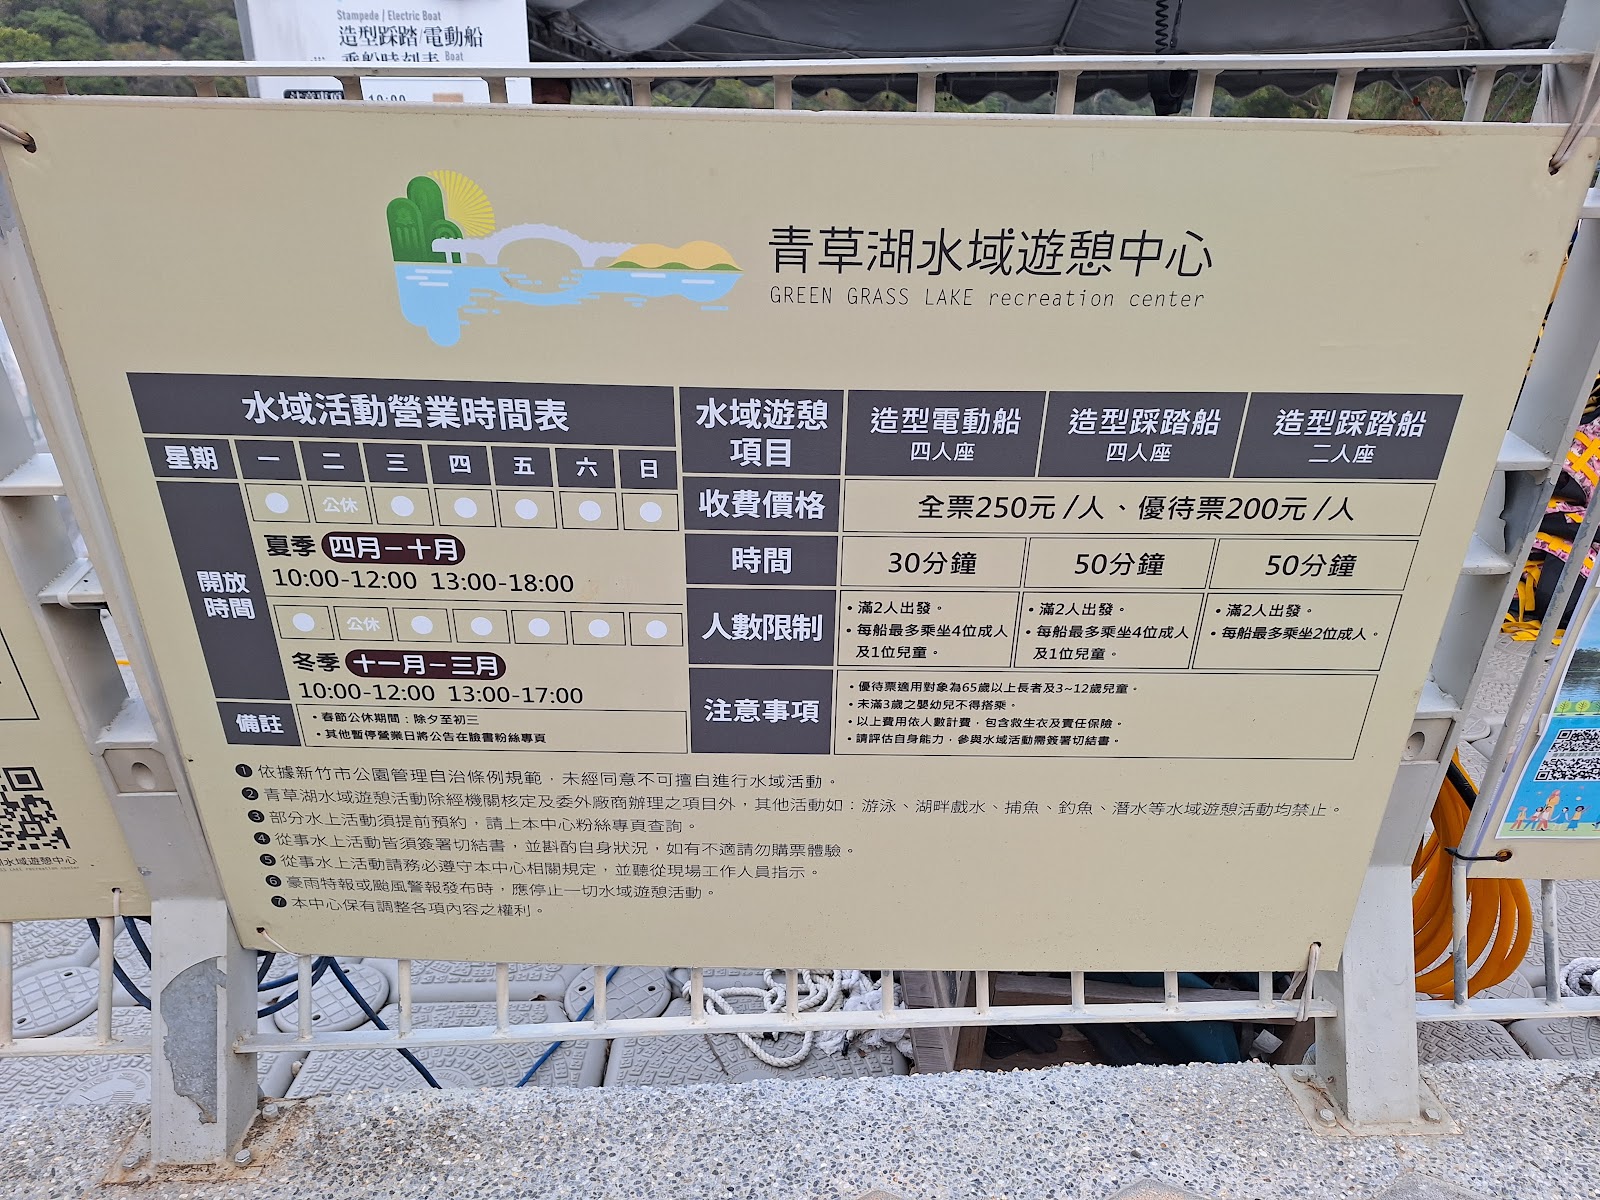 Stampede / Electric Boat
造型踩踏/電動船
乘船時刻表 Boat
注意事項 10:00
青草湖水域遊憩中心
GREEN GRASS LAKE recreation center
水域活動營業時間表
星期 一 二 三 四 五 六 日
開放時間
公休
夏季 四月－十月
10:00-12:00 13:00-18:00
公休
冬季 十一月－三月
10:00-12:00 13:00-17:00
備註
・春節公休期間：除夕至初三
・其他暫停營業日將公告在臉書粉絲專頁
水域遊憩項目 造型電動船 四人座 造型踩踏船 四人座 造型踩踏船 二人座
收費價格 全票250元/人、優待票200元/人
時間 30分鐘 50分鐘 50分鐘
人數限制
・滿2人出發。
・每船最多乘坐4位成人及1位兒童。
・滿2人出發。
・每船最多乘坐4位成人及1位兒童。
・滿2人出發。
・每船最多乘坐2位成人。
注意事項
・優待票適用對象為65歲以上長者及3~12歲兒童。
・未滿3歲之嬰幼兒不得搭乘。
・以上費用依人數計費，包含救生衣及責任保險。
・請評估自身能力，參與水域活動需簽署切結書。
❶ 依據新竹市公園管理自治條例規範，未經同意不可擅自進行水域活動。
❷ 青草湖水域遊憩活動除經機關核定及委外廠商辦理之項目外，其他活動如：游泳、湖畔戲水、捕魚、釣魚、潛水等水域遊憩活動均禁止。
❸ 部分水上活動須提前預約，請上本中心粉絲專頁查詢。
❹ 從事水上活動皆須簽署切結書，並斟酌自身狀況，如有不適請勿購票體驗。
❺ 從事水上活動請務必遵守本中心相關規定，並聽從現場工作人員指示。
❻ 豪雨特報或颱風警報發布時，應停止一切水域遊憩活動。
❼ 本中心保有調整各項內容之權利。
湖水域遊憩中心